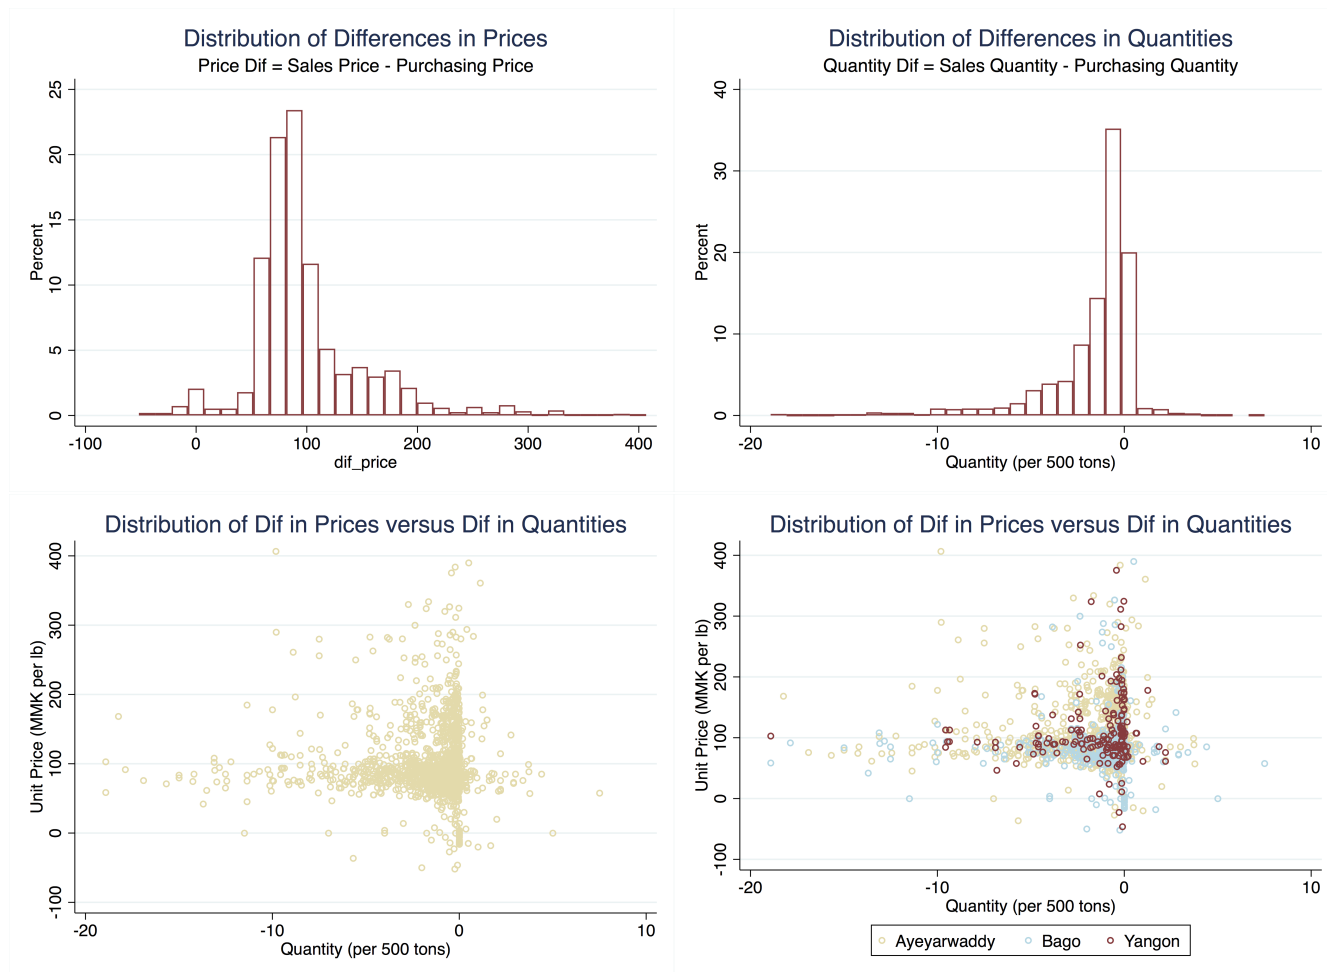 Distribution of Differences in Prices
Price Dif = Sales Price - Purchasing Price
Percent
25
20
15
10
5
0
-100 0 100 200 300 400
dif_price
Distribution of Differences in Quantities
Quantity Dif = Sales Quantity - Purchasing Quantity
Percent
40
30
20
10
0
-20 -10 0 10
Quantity (per 500 tons)
Distribution of Dif in Prices versus Dif in Quantities
Unit Price (MMK per lb)
400
300
200
100
0
-100
-20 -10 0 10
Quantity (per 500 tons)
Distribution of Dif in Prices versus Dif in Quantities
Unit Price (MMK per lb)
400
300
200
100
0
-100
-20 -10 0 10
Quantity (per 500 tons)
Ayeyarwaddy Bago Yangon